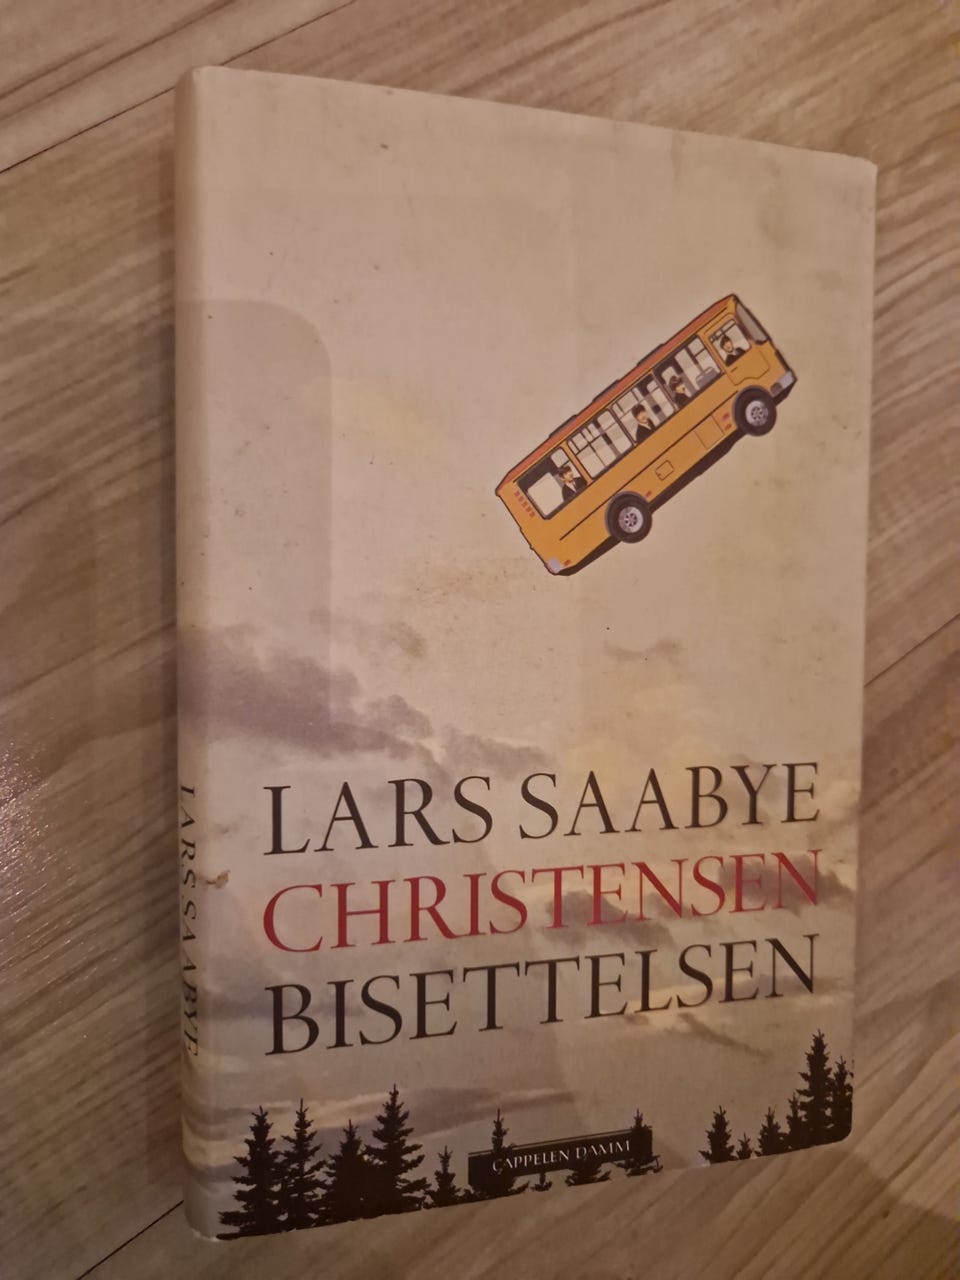 LARS SAABYE
CHRISTENSEN
BISETTELSEN
CAPPELEN DAMM
LARS SAABYE